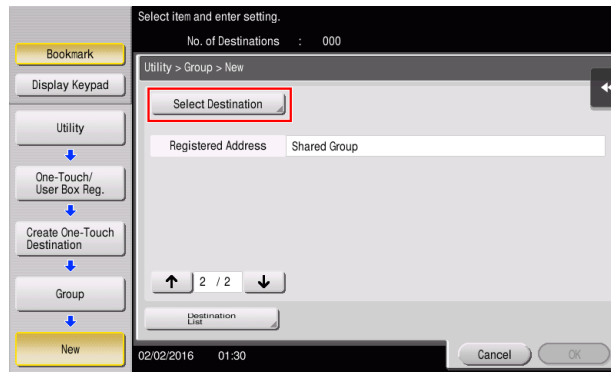 Select item and enter setting.
No. of Destinations : 000
Bookmark
Display Keypad
Utility
One-Touch/
User Box Reg.
Create One-Touch
Destination
Group
New
Utility > Group > New
Select Destination
Registered Address Shared Group
2 / 2
Destination
List
02/02/2016 01:30
Cancel
OK